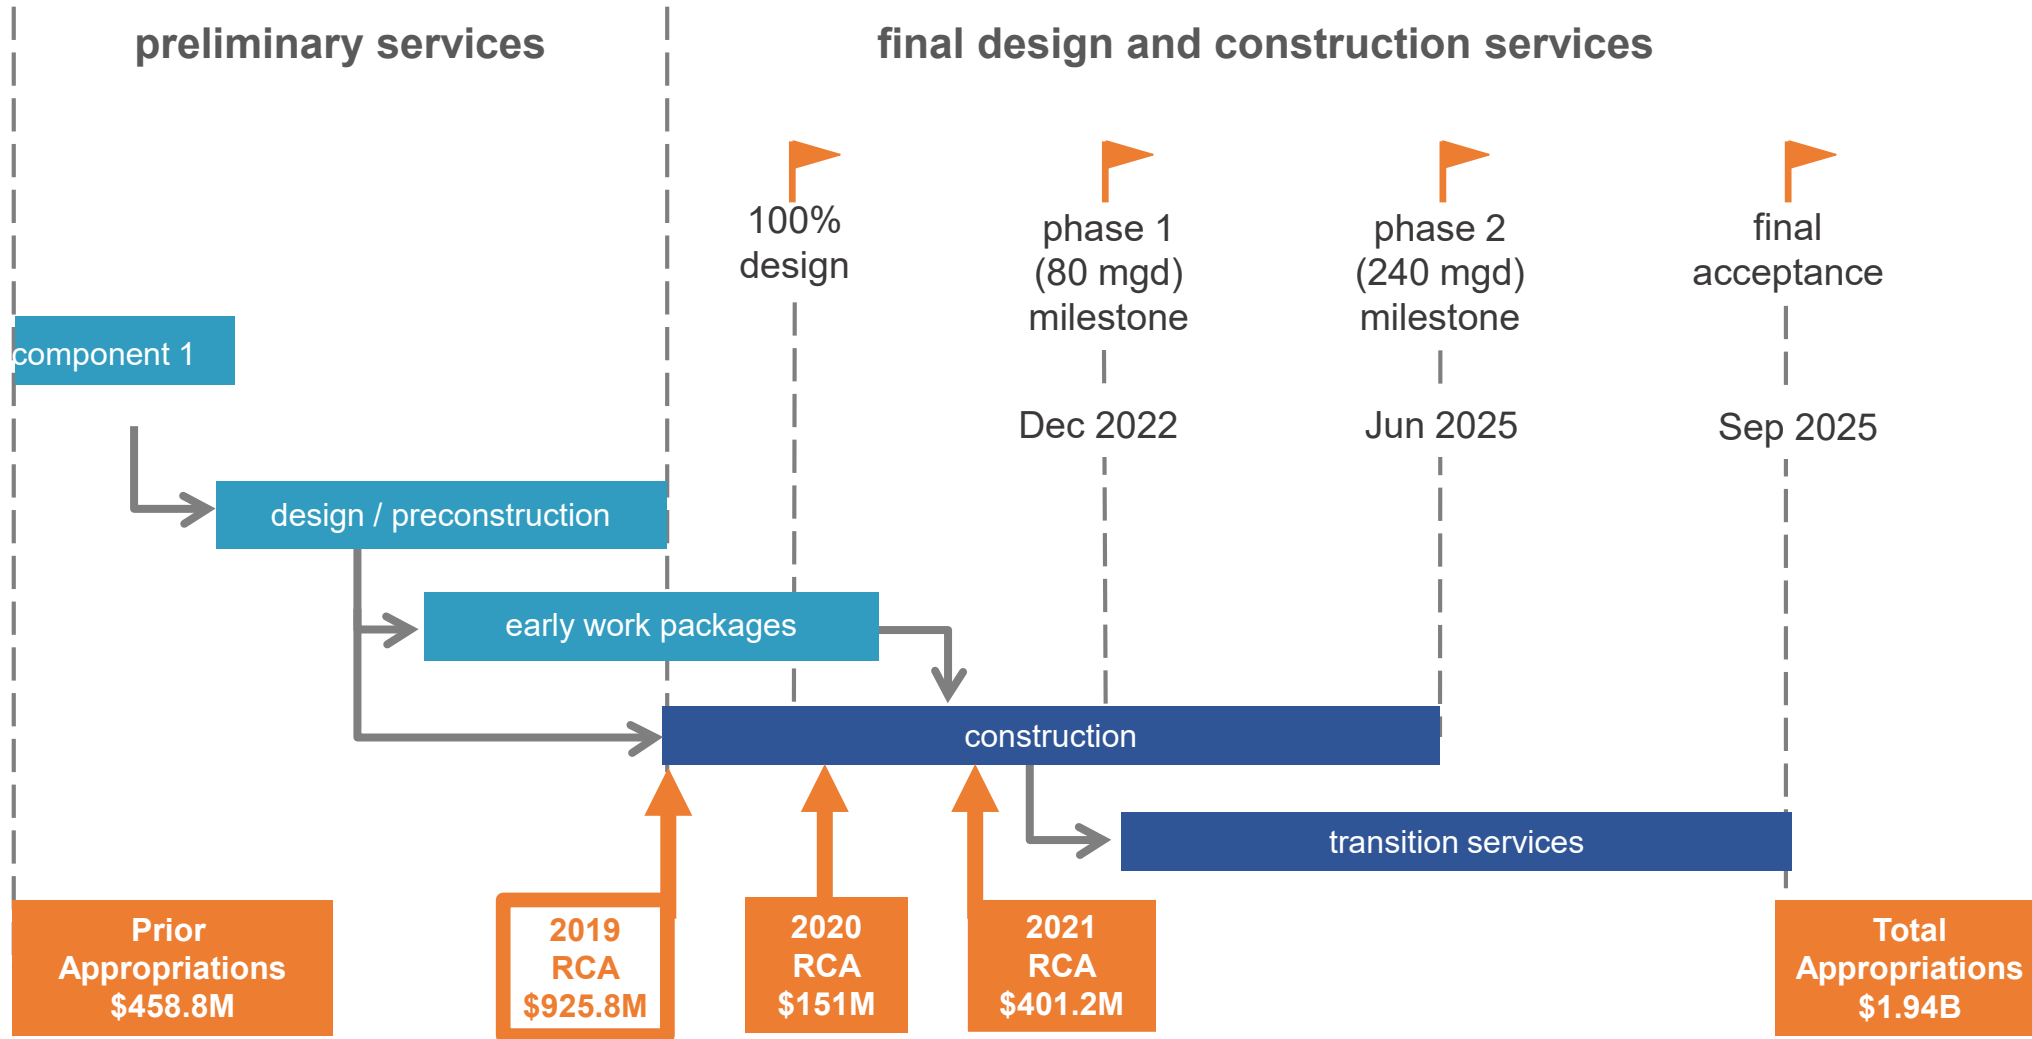 preliminary services
final design and construction services
100%
design
phase 1
(80 mgd)
milestone
phase 2
(240 mgd)
milestone
final
acceptance
component 1
Dec 2022
Jun 2025
Sep 2025
design / preconstruction
early work packages
construction
transition services
Prior
Appropriations
$458.8M
2019
RCA
$925.8M
2020
RCA
$151M
2021
RCA
$401.2M
Total
Appropriations
$1.94B